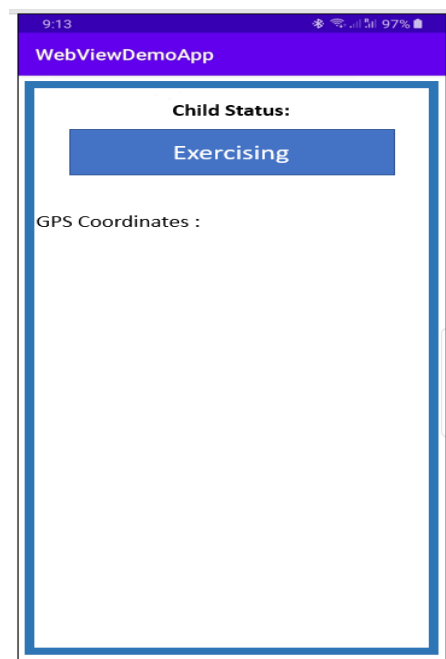 9:13 97%
WebViewDemoApp
Child Status:
Exercising
GPS Coordinates :